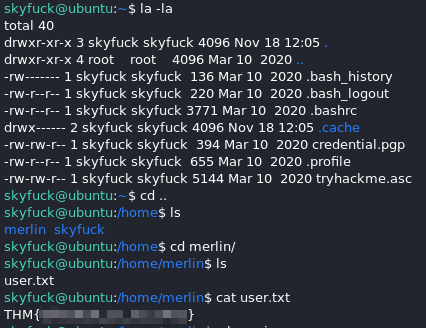 skyfuck@ubuntu:~$ la -la
total 40
drwxr-xr-x 3 skyfuck skyfuck 4096 Nov 18 12:05 .
drwxr-xr-x 4 root    root    4096 Mar 10  2020 ..
-rw------- 1 skyfuck skyfuck  136 Mar 10  2020 .bash_history
-rw-r--r-- 1 skyfuck skyfuck  220 Mar 10  2020 .bash_logout
-rw-r--r-- 1 skyfuck skyfuck 3771 Mar 10  2020 .bashrc
drwx------ 2 skyfuck skyfuck 4096 Nov 18 12:05 .cache
-rw-rw-r-- 1 skyfuck skyfuck  394 Mar 10  2020 credential.pgp
-rw-r--r-- 1 skyfuck skyfuck  655 Mar 10  2020 .profile
-rw-rw-r-- 1 skyfuck skyfuck 5144 Mar 10  2020 tryhackme.asc
skyfuck@ubuntu:~$ cd ..
skyfuck@ubuntu:/home$ ls
merlin  skyfuck
skyfuck@ubuntu:/home$ cd merlin/
skyfuck@ubuntu:/home/merlin$ ls
user.txt
skyfuck@ubuntu:/home/merlin$ cat user.txt
THM{ }